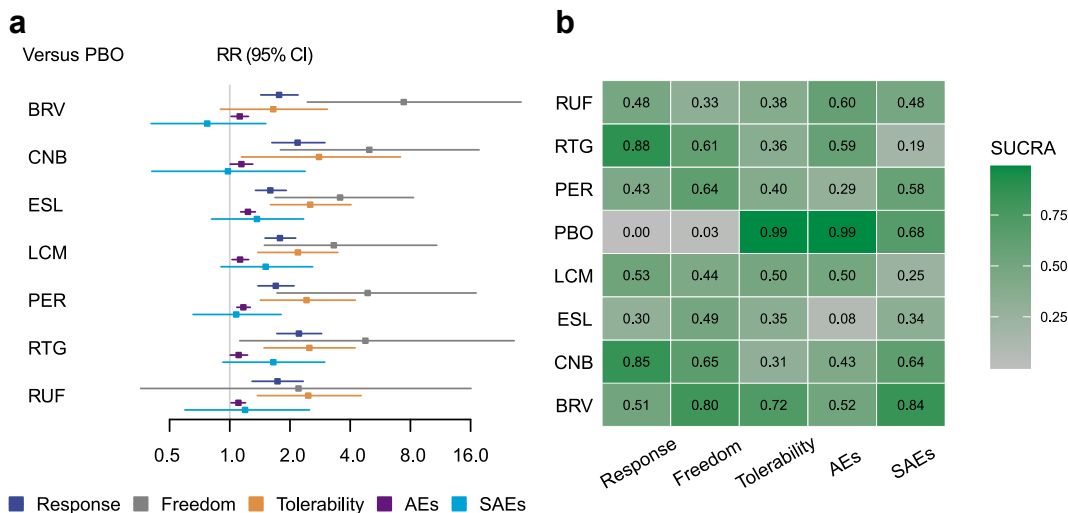 a
Versus PBO RR (95% CI)
BRV
CNB
ESL
LCM
PER
RTG
RUF
0.5 1.0 2.0 4.0 8.0 16.0
Response Freedom Tolerability AEs SAEs
b
RUF 0.48 0.33 0.38 0.60 0.48
RTG 0.88 0.61 0.36 0.59 0.19
PER 0.43 0.64 0.40 0.29 0.58
PBO 0.00 0.03 0.99 0.99 0.68
LCM 0.53 0.44 0.50 0.50 0.25
ESL 0.30 0.49 0.35 0.08 0.34
CNB 0.85 0.65 0.31 0.43 0.64
BRV 0.51 0.80 0.72 0.52 0.84
Response Freedom Tolerability AEs SAEs
SUCRA
0.75
0.50
0.25